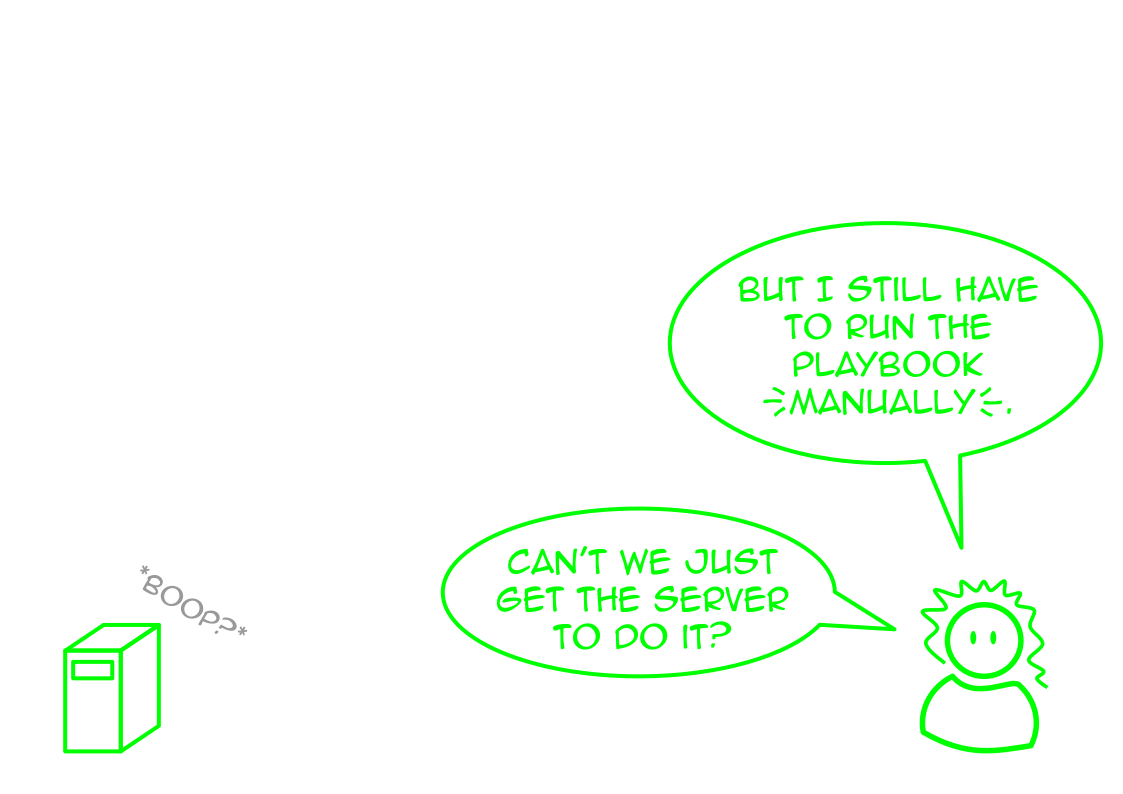 BUT I STILL HAVE
TO RUN THE
PLAYBOOK
MANUALLY.
CAN'T WE JUST
GET THE SERVER
TO DO IT?
*BOOP?*